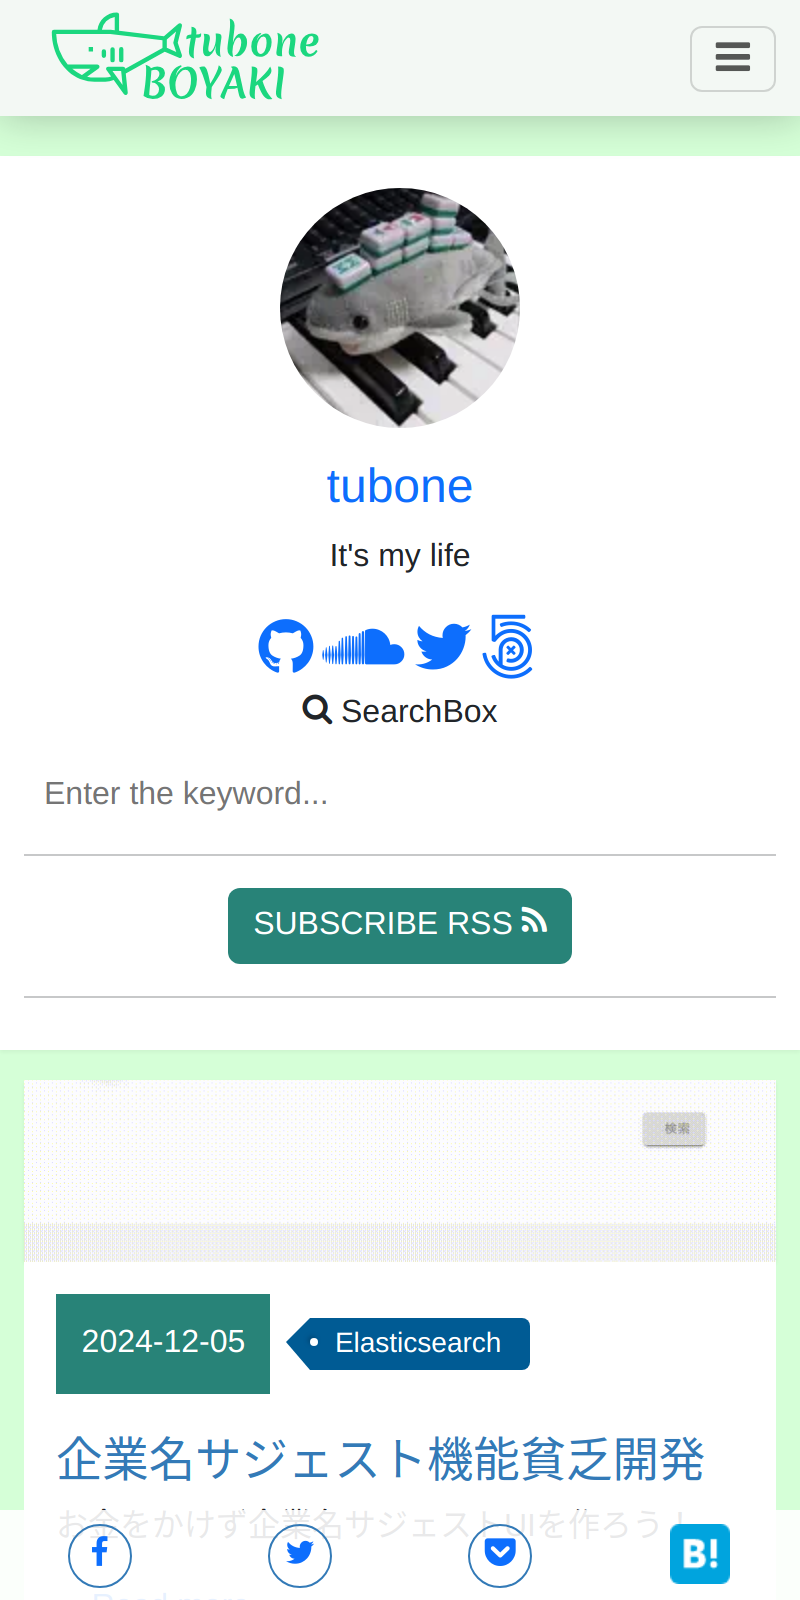 tubone
BOYAKI
tubone
It's my life
SearchBox
Enter the keyword...
SUBSCRIBE RSS
検索
2024-12-05
Elasticsearch
企業名サジェスト機能貧乏開発
お金をかけず企業名サジェストUIを作ろう！
Read more
B!